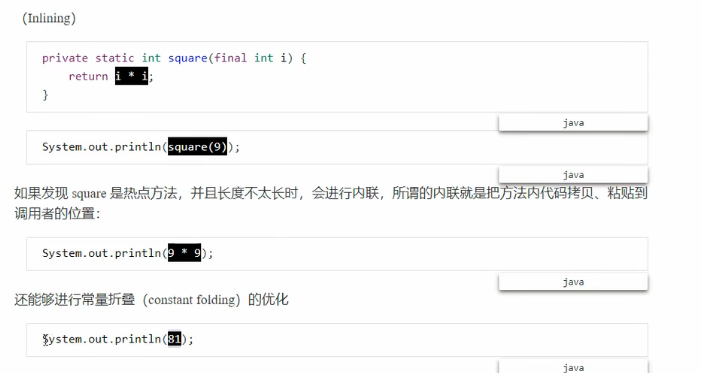 （Inlining）
private static int square(final int i) {
    return i * i;
}
java
System.out.println(square(9));
java
如果发现 square 是热点方法，并且长度不太长时，会进行内联，所谓的内联就是把方法内代码拷贝、粘贴到
调用者的位置：
System.out.println(9 * 9);
java
还能够进行常量折叠（constant folding）的优化
System.out.println(81);
java